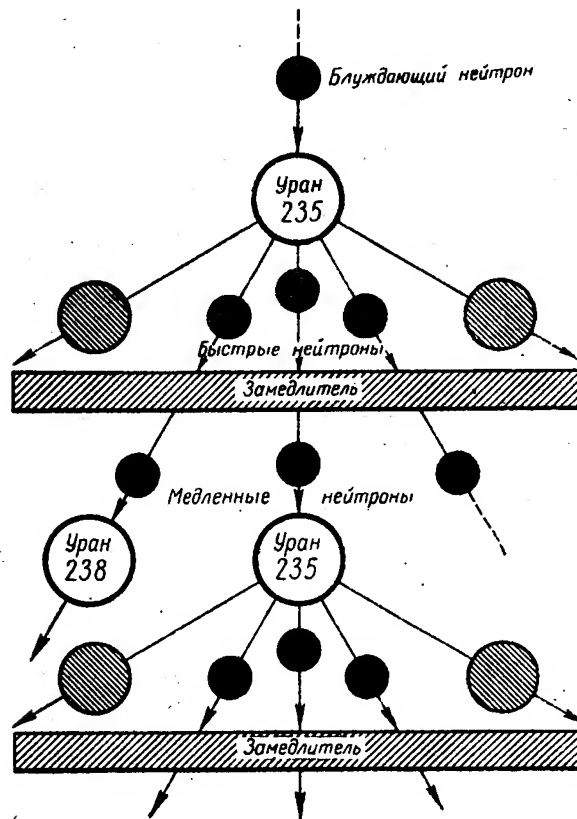 Блуждающий нейтрон
Уран
235
Быстрые нейтроны
Замедлитель
Медленные нейтроны
Уран
238
Уран
235
Замедлитель